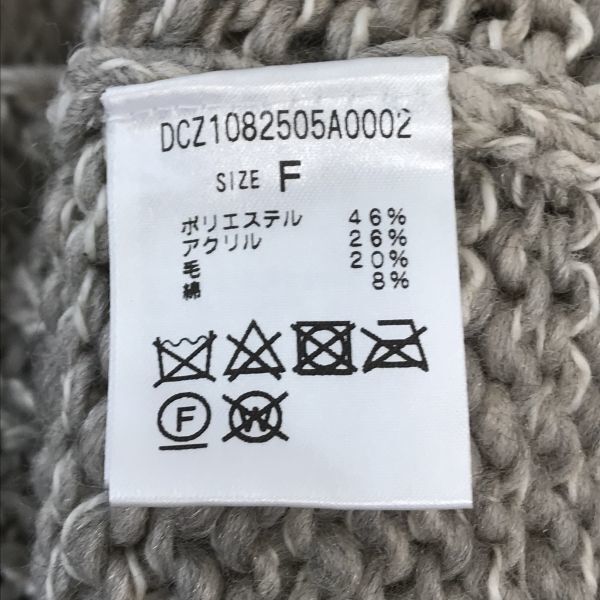 DCZ1082505A0002
SIZE F
ポリエステル 46%
アクリル 26%
毛 20%
綿 8%
F W